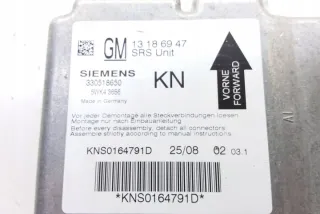 GM 13 18 69 47
SRS Unit
SIEMENS KN
330518650
5WK4
Made in Germany
VORNE
FORWARD
Vor jeder Demontage alle Steckverbindungen lösen!
Montage nur nach Einbauanleitung.
Before every disassembly, detach all connectors.
Assemble strictly according to manual instructions
KNS0164791D 25/08 02 03.1
*KNS0164791D*